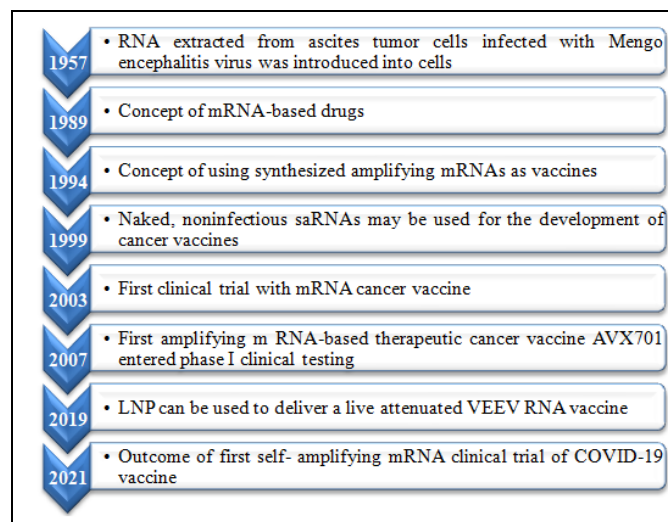 • RNA extracted from ascites tumor cells infected with Mengo
1957
encephalitis virus was introduced into cells
1989
• Concept of mRNA-based drugs
1994
• Concept of using synthesized amplifying mRNAs as vaccines
1999
• Naked, noninfectious saRNAs may be used for the development of
cancer vaccines
2003
• First clinical trial with mRNA cancer vaccine
2007
• First amplifying m RNA-based therapeutic cancer vaccine AVX701
entered phase I clinical testing
2019
• LNP can be used to deliver a live attenuated VEEV RNA vaccine
2021
• Outcome of first self- amplifying mRNA clinical trial of COVID-19
vaccine